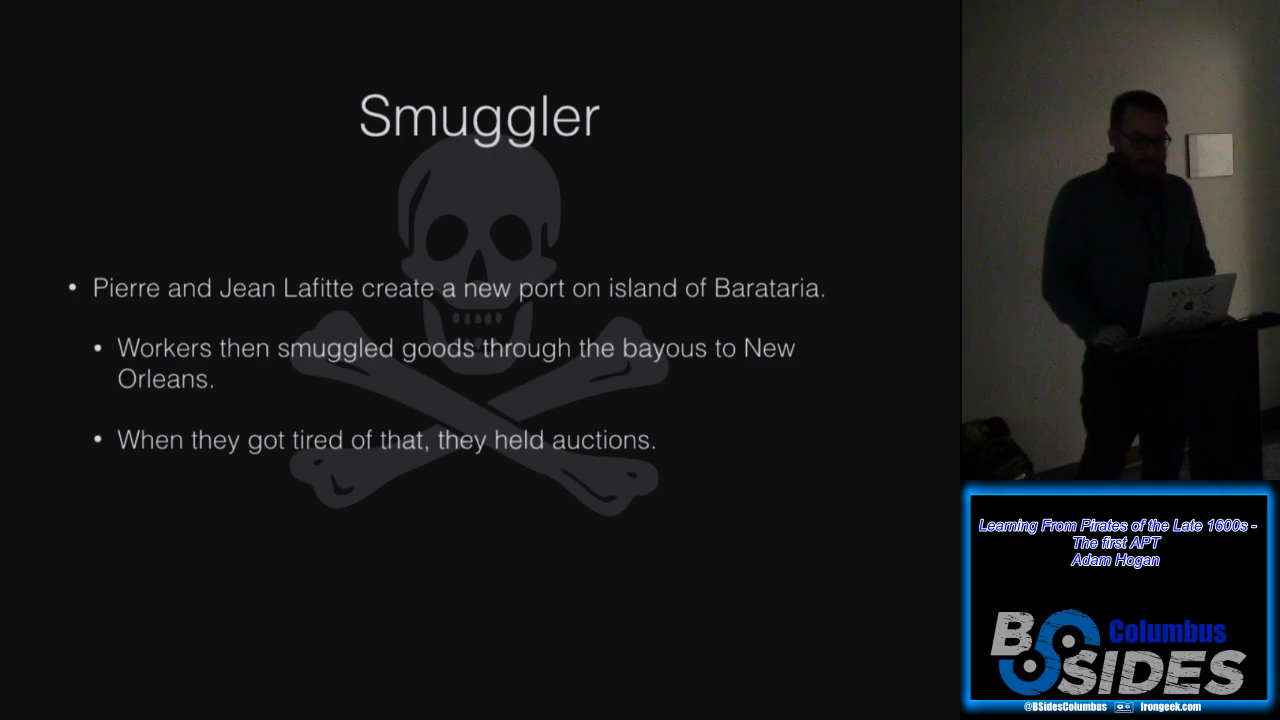 Smuggler
• Pierre and Jean Lafitte create a new port on island of Barataria.
• Workers then smuggled goods through the bayous to New
Orleans.
• When they got tired of that, they held auctions.
Learning From Pirates of the Late 1600s -
The first APT
Adam Hogan
BSIDES
Columbus
@BSidesColumbus
Irongeek.com